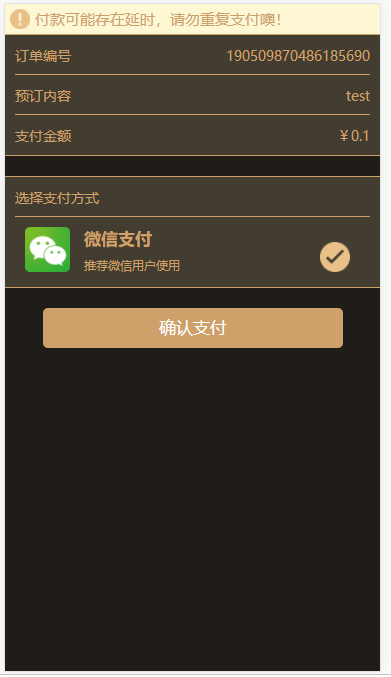 付款可能存在延时，请勿重复支付噢！
订单编号 190509870486185690
预订内容 test
支付金额 ￥0.1
选择支付方式
微信支付
推荐微信用户使用
确认支付